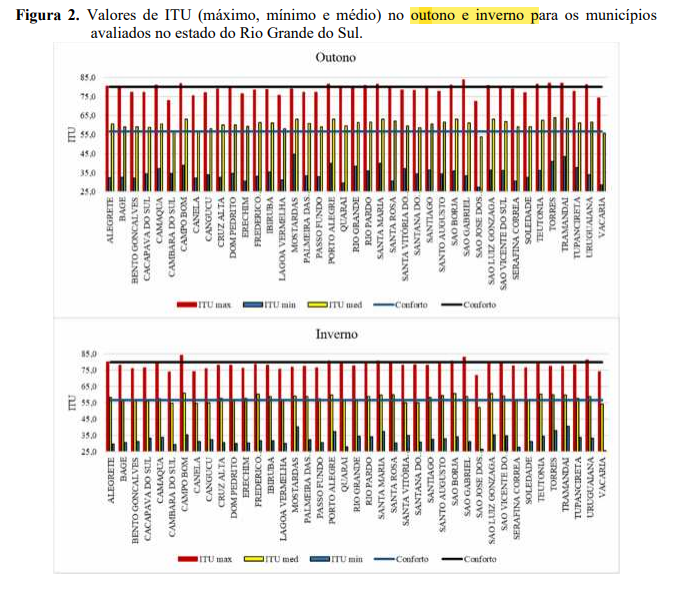 Figura 2. Valores de ITU (máximo, mínimo e médio) no outono e inverno para os municípios
avaliados no estado do Rio Grande do Sul.
Outono
85,0
75,0
65,0
55,0
45,0
35,0
25,0
ITU
ALEGRETE
BAGE
BENTO GONCALVES
CACAPAVA DO SUL
CAMAQUA
CAMBARA DO SUL
CAMPO BOM
CANELA
CANGUCU
CRUZ ALTA
DOM PEDRITO
ERECHIM
FREDERICO
IBIRUBA
LAGOA VERMELHA
MOSTARDAS
PALMEIRA DAS
PASSO FUNDO
PORTO ALEGRE
QUARAI
RIO GRANDE
RIO PARDO
SANTA MARIA
SANTA ROSA
SANTA VITÓRIA DO
SANTANA DO
SANTIAGO
SANTO AUGUSTO
SAO BORJA
SAO GABRIEL
SAO JOSE DOS
SAO LUIZ GONZAGA
SAO VICENTE DO SUL
SERAFINA CORREA
SOLEDADE
TEUTONIA
TORRES
TRAMANDAI
TUPANCIRETA
URUGUAIANA
VACARIA
ITU max
ITU min
ITU med
Conforto
Conforto
Inverno
85,0
75,0
65,0
55,0
45,0
35,0
25,0
ITU
ALEGRETE
BAGE
BENTO GONCALVES
CACAPAVA DO SUL
CAMAQUA
CAMBARA DO SUL
CAMPO BOM
CANELA
CANGUCU
CRUZ ALTA
DOM PEDRITO
ERECHIM
FREDERICO
IBIRUBA
LAGOA VERMELHA
MOSTARDAS
PALMEIRA DAS
PASSO FUNDO
PORTO ALEGRE
QUARAI
RIO GRANDE
RIO PARDO
SANTA MARIA
SANTA ROSA
SANTA VITÓRIA
SANTANA DO
SANTIAGO
SANTO AUGUSTO
SAO BORJA
SAO GABRIEL
SAO JOSE DOS
SAO LUIZ GONZAGA
SAO VICENTE DO
SERAFINA CORREA
SOLEDADE
TEUTONIA
TORRES
TRAMANDAI
TUPANCIRETA
URUGUAIANA
VACARIA
ITU max
ITU med
ITU min
Conforto
Conforto